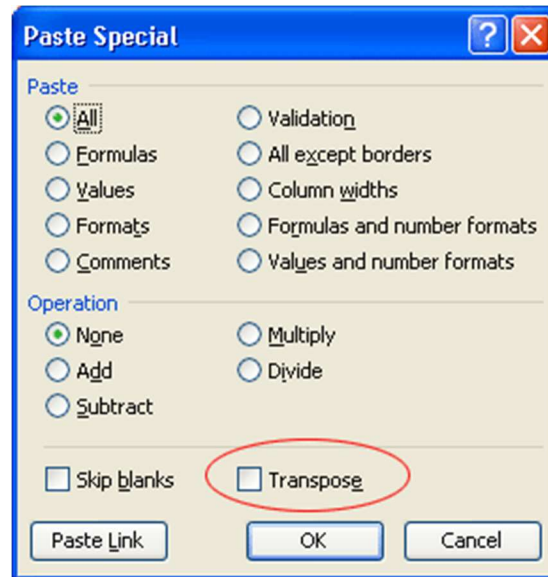 Paste Special
Paste
All
Validation
Formulas
All except borders
Values
Column widths
Formats
Formulas and number formats
Comments
Values and number formats
Operation
None
Multiply
Add
Divide
Subtract
Skip blanks
Transpose
Paste Link
OK
Cancel